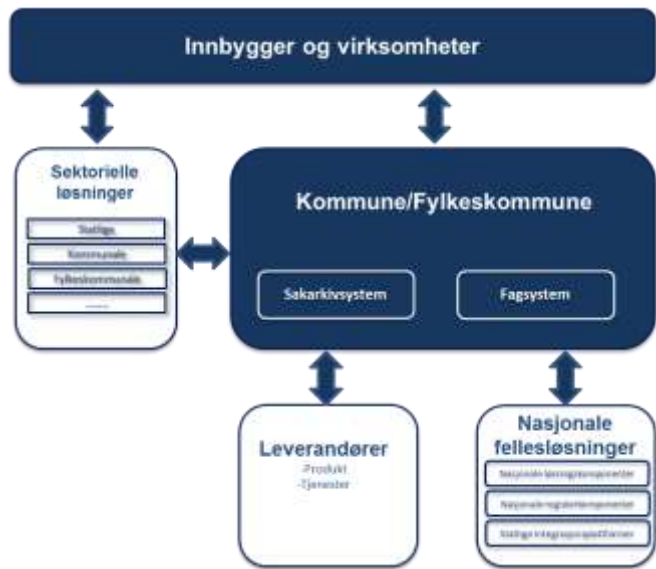 Innbygger og virksomheter
Sektorielle
løsninger
Statlige
Kommunale
Fylkeskommunale
........
Kommune/Fylkeskommune
Sakarkivsystem
Fagsystem
Leverandører
-Produkt
-Tjenester
Nasjonale
fellesløsninger
Nasjonale
Nasjonale
Statlige integrasjonsplattformer